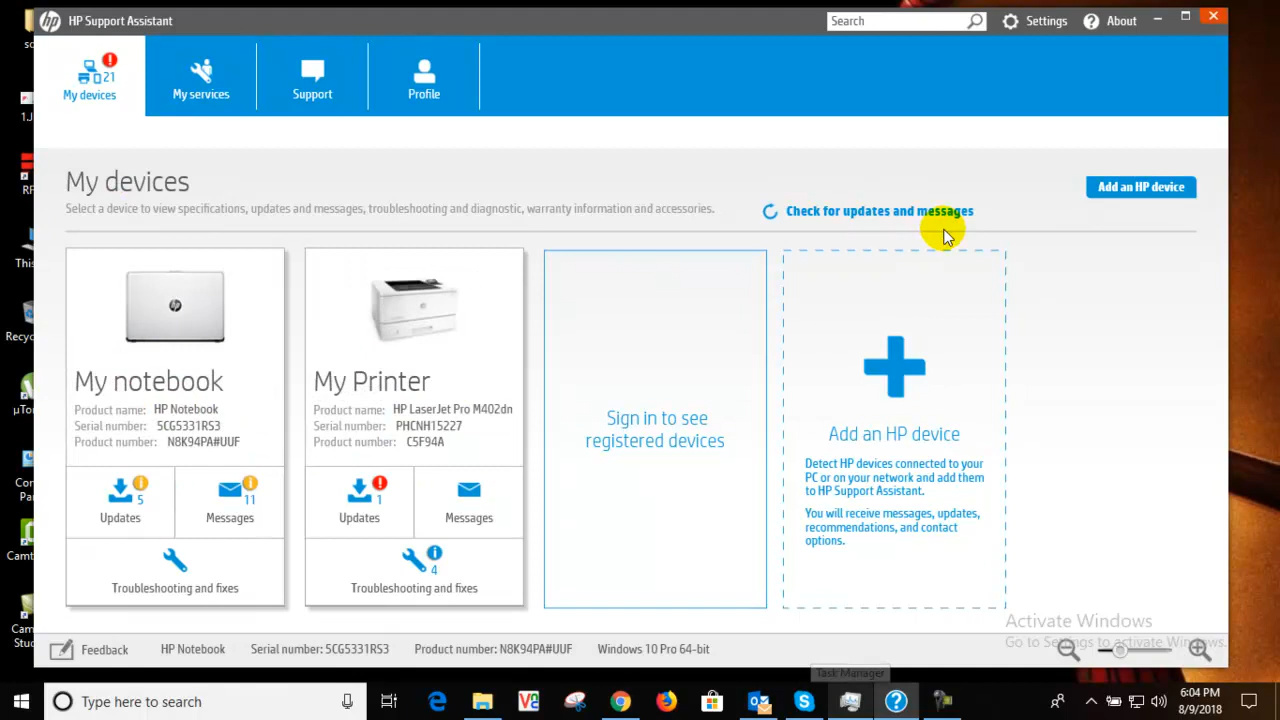 HP Support Assistant
Search
Settings
About
21
My devices
My services
Support
Profile
My devices
Add an HP device
Select a device to view specifications, updates and messages, troubleshooting and diagnostic, warranty information and accessories.
Check for updates and messages
My notebook
Product name: HP Notebook
Serial number: 5CG5331RS3
Product number: N8K94PA#UUF
5
Updates
11
Messages
Troubleshooting and fixes
My Printer
Product name: HP LaserJet Pro M402dn
Serial number: PHCNH15227
Product number: C5F94A
1
Updates
Messages
4
Troubleshooting and fixes
Sign in to see
registered devices
Add an HP device
Detect HP devices connected to your
PC or on your network and add them
to HP Support Assistant.
You will receive messages, updates,
recommendations, and contact
options.
Activate Windows
Go to Settings to activate Windows.
Feedback
HP Notebook
Serial number: 5CG5331RS3
Product number: N8K94PA#UUF
Windows 10 Pro 64-bit
Task Manager
Type here to search
6:04 PM
8/9/2018